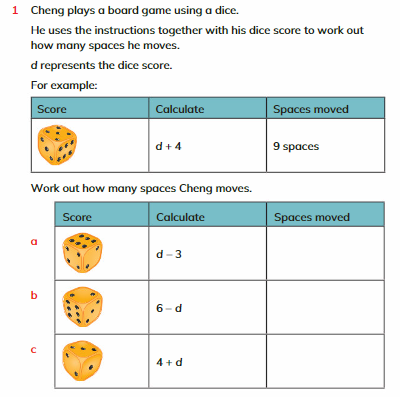 1 Cheng plays a board game using a dice.
He uses the instructions together with his dice score to work out
how many spaces he moves.
d represents the dice score.
For example:
Score Calculate Spaces moved
d + 4 9 spaces
Work out how many spaces Cheng moves.
Score Calculate Spaces moved
a d – 3
b 6 – d
c 4 + d